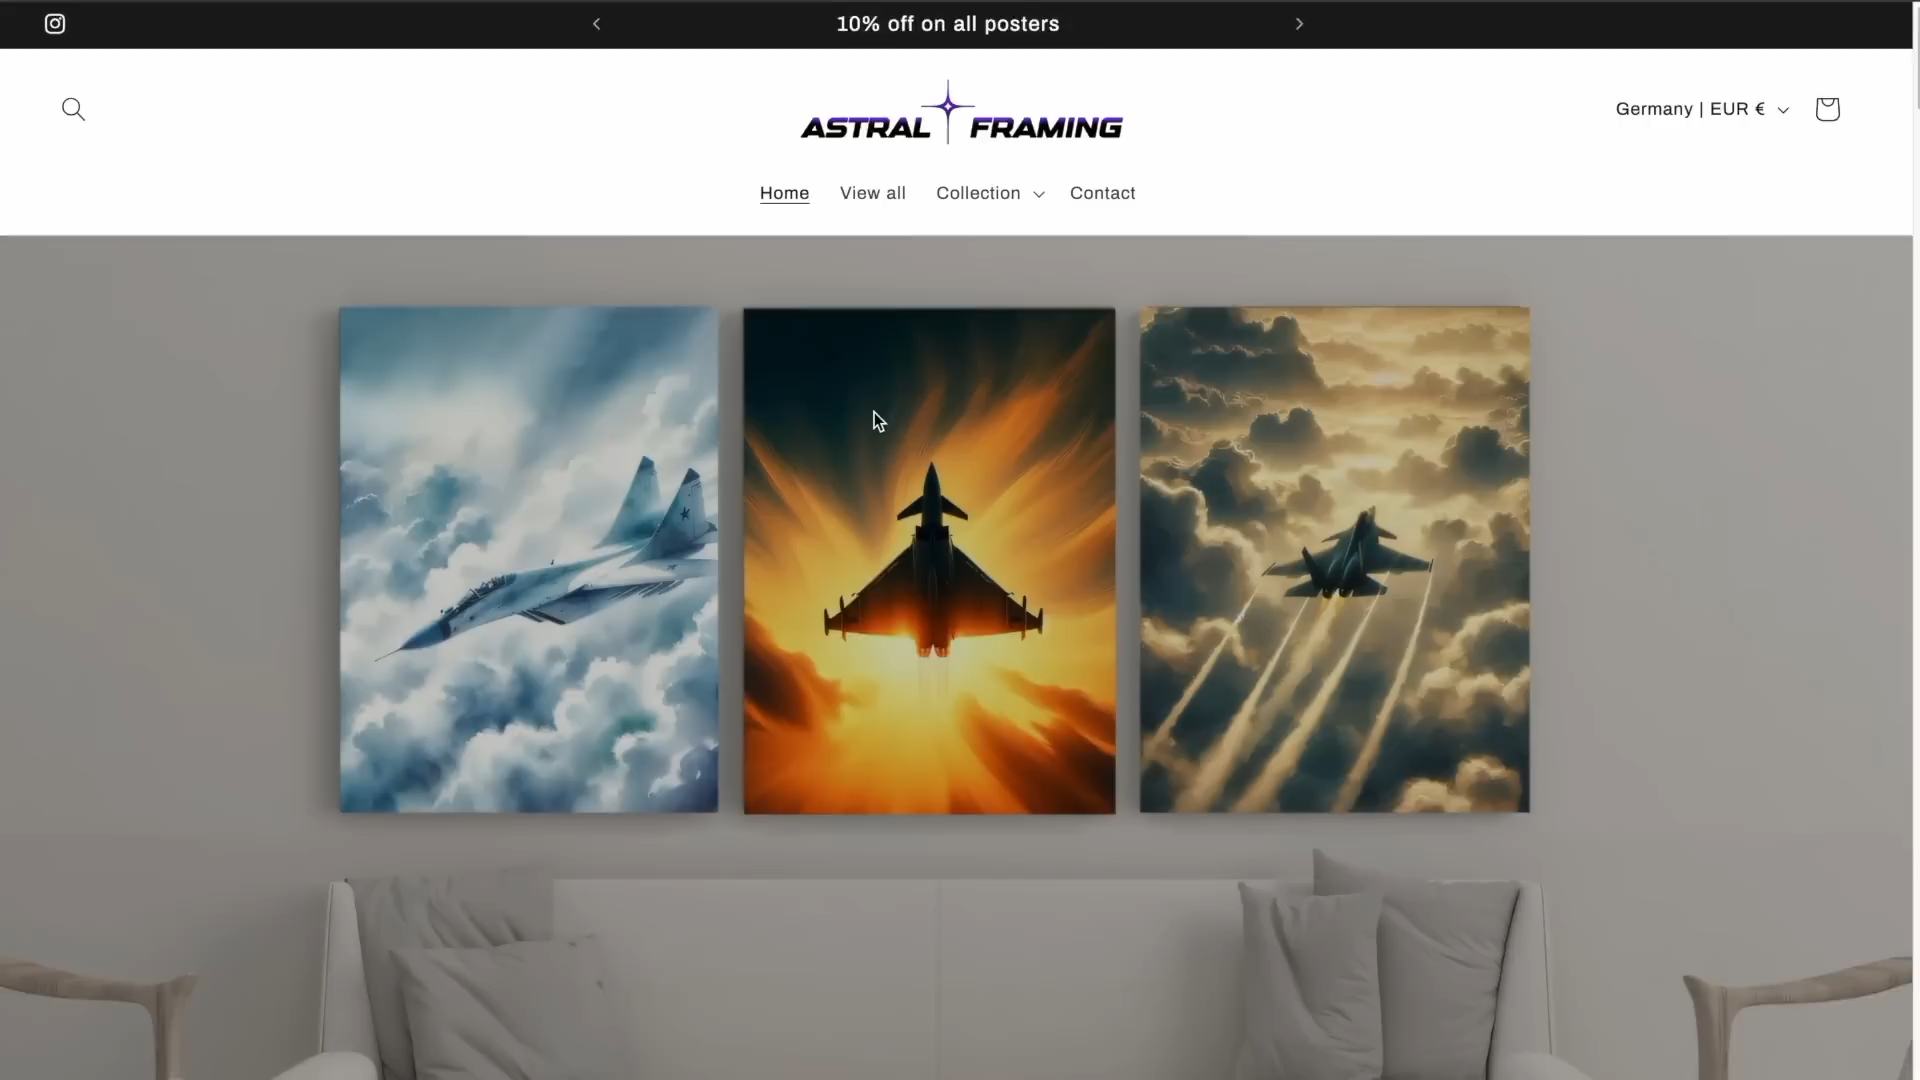 10% off on all posters
ASTRAL FRAMING
Germany | EUR €
Home View all Collection Contact